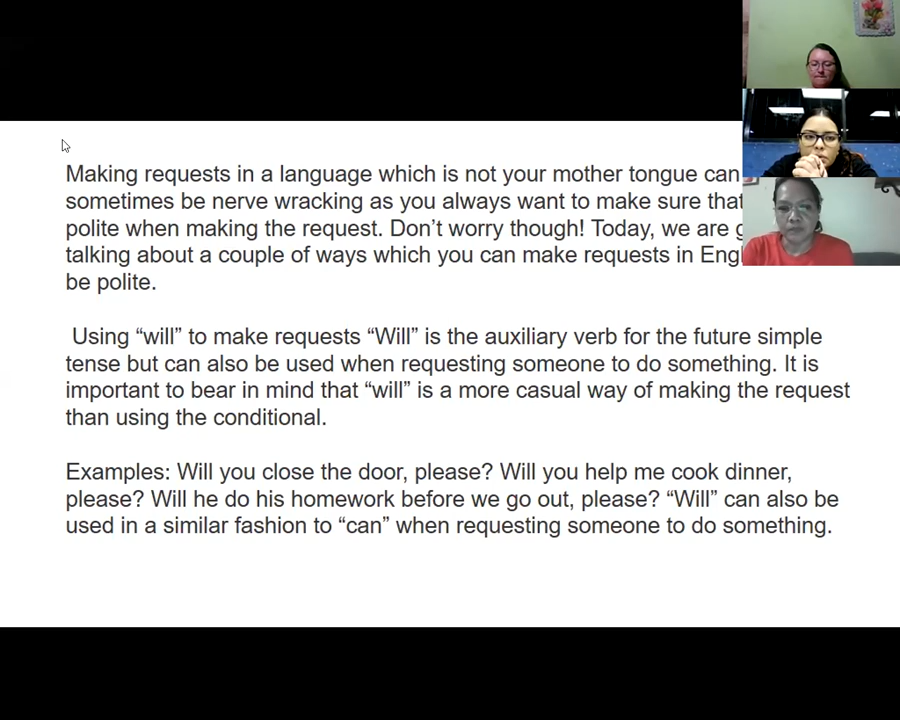 Making requests in a language which is not your mother tongue can
sometimes be nerve wracking as you always want to make sure that
polite when making the request. Don’t worry though! Today, we are
talking about a couple of ways which you can make requests in
be polite.
Using “will” to make requests “Will” is the auxiliary verb for the future simple
tense but can also be used when requesting someone to do something. It is
important to bear in mind that “will” is a more casual way of making the request
than using the conditional.
Examples: Will you close the door, please? Will you help me cook dinner,
please? Will he do his homework before we go out, please? “Will” can also be
used in a similar fashion to “can” when requesting someone to do something.